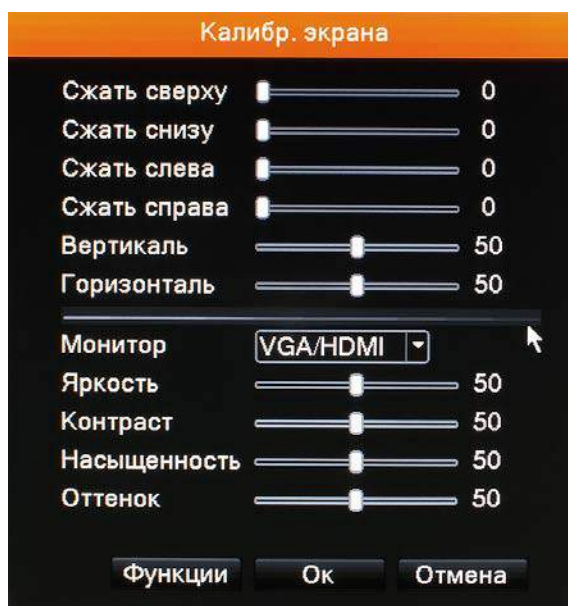 Калибр. экрана
Сжать сверху 0
Сжать снизу 0
Сжать слева 0
Сжать справа 0
Вертикаль 50
Горизонталь 50
Монитор VGA/HDMI
Яркость 50
Контраст 50
Насыщенность 50
Оттенок 50
Функции Ок Отмена